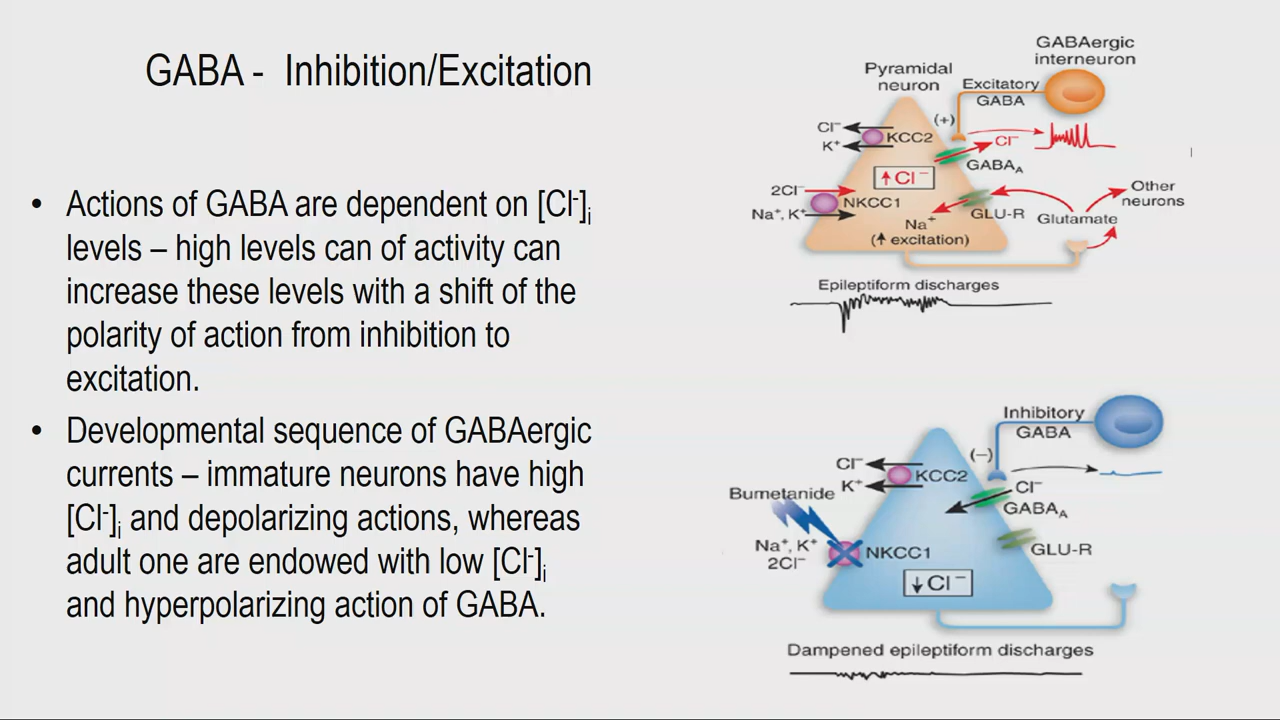 GABA - Inhibition/Excitation
• Actions of GABA are dependent on [Cl-]i
levels – high levels can of activity can
increase these levels with a shift of the
polarity of action from inhibition to
excitation.
• Developmental sequence of GABAergic
currents – immature neurons have high
[Cl-]i and depolarizing actions, whereas
adult one are endowed with low [Cl-]i
and hyperpolarizing action of GABA.
GABAergic
interneuron
Pyramidal
neuron
Excitatory
GABA
(+)
Cl−
K+
KCC2
Cl−
GABAA
↑Cl−
2Cl−
Na+, K+
NKCC1
GLU-R
Na+
(↑ excitation)
Glutamate
Other
neurons
Epileptiform discharges
Inhibitory
GABA
(−)
Cl−
K+
KCC2
Cl−
GABAA
Bumetanide
Na+, K+
2Cl−
NKCC1
GLU-R
↓Cl−
Dampened epileptiform discharges